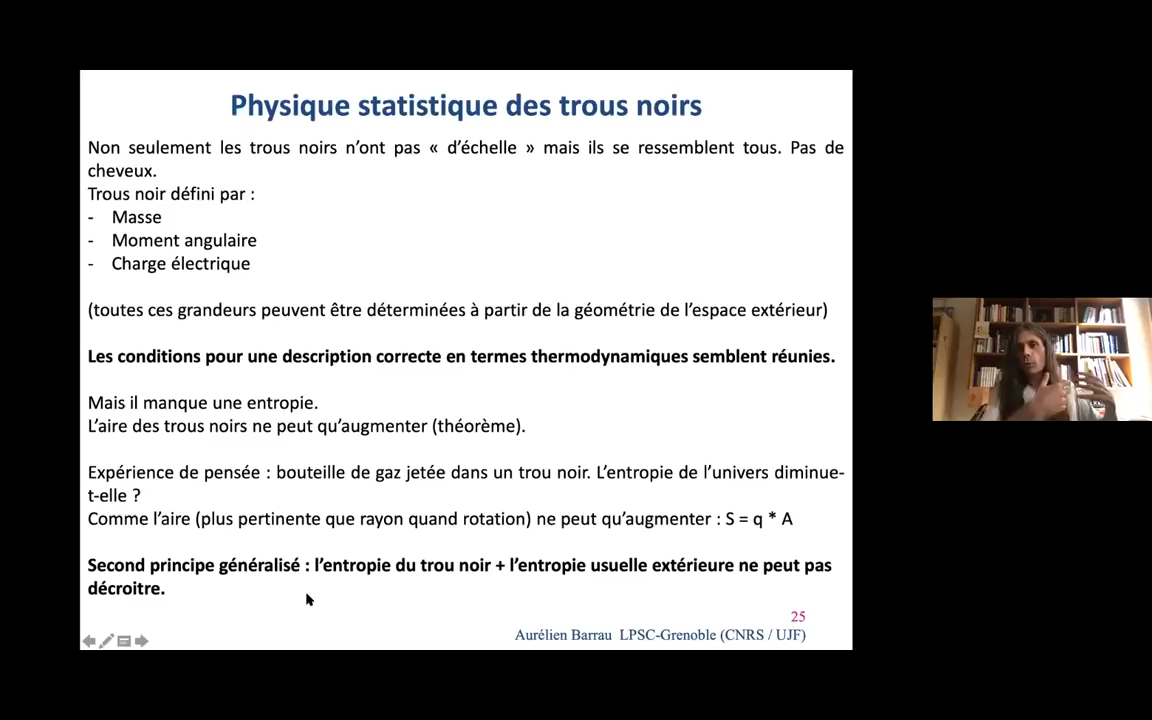 Physique statistique des trous noirs
Non seulement les trous noirs n’ont pas « d’échelle » mais ils se ressemblent tous. Pas de
cheveux.
Trous noir défini par :
- Masse
- Moment angulaire
- Charge électrique
(toutes ces grandeurs peuvent être déterminées à partir de la géométrie de l’espace extérieur)
Les conditions pour une description correcte en termes thermodynamiques semblent réunies.
Mais il manque une entropie.
L’aire des trous noirs ne peut qu’augmenter (théorème).
Expérience de pensée : bouteille de gaz jetée dans un trou noir. L’entropie de l’univers diminue-
t-elle ?
Comme l’aire (plus pertinente que rayon quand rotation) ne peut qu’augmenter : S = q * A
Second principe généralisé : l’entropie du trou noir + l’entropie usuelle extérieure ne peut pas
décroitre.
25
Aurélien Barrau LPSC-Grenoble (CNRS / UJF)